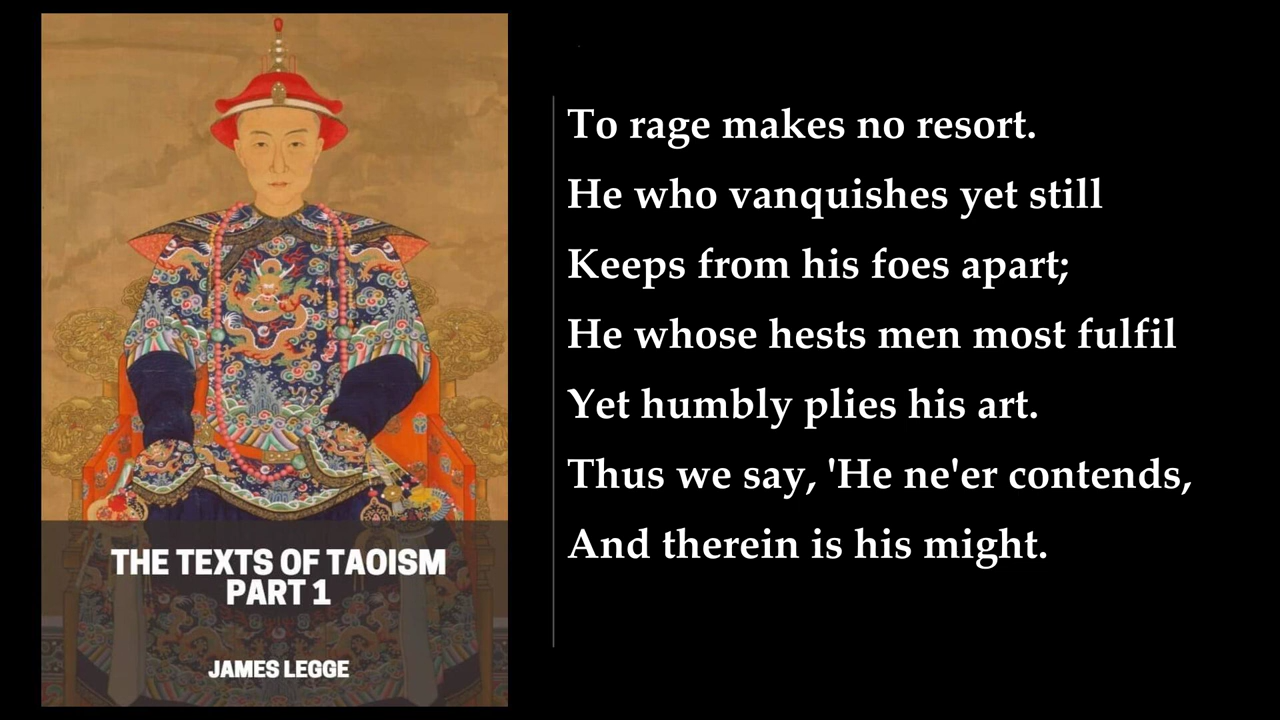 THE TEXTS OF TAOISM
PART 1
JAMES LEGGE
To rage makes no resort.
He who vanquishes yet still
Keeps from his foes apart;
He whose hests men most fulfil
Yet humbly plies his art.
Thus we say, 'He ne'er contends,
And therein is his might.